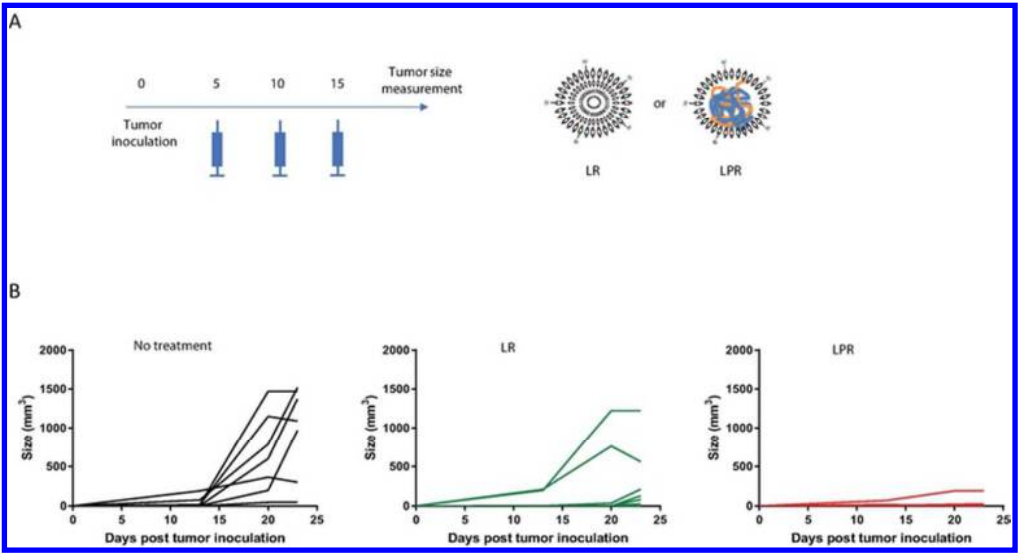 A
0 5 10 15 Tumor size
measurement
Tumor
inoculation
or
LR LPR
B
No treatment LR LPR
2000 2000 2000
1500 1500 1500
1000 1000 1000
500 500 500
0 0 0
Size (mm³) Size (mm³) Size (mm³)
0 5 10 15 20 25 0 5 10 15 20 25 0 5 10 15 20 25
Days post tumor inoculation Days post tumor inoculation Days post tumor inoculation